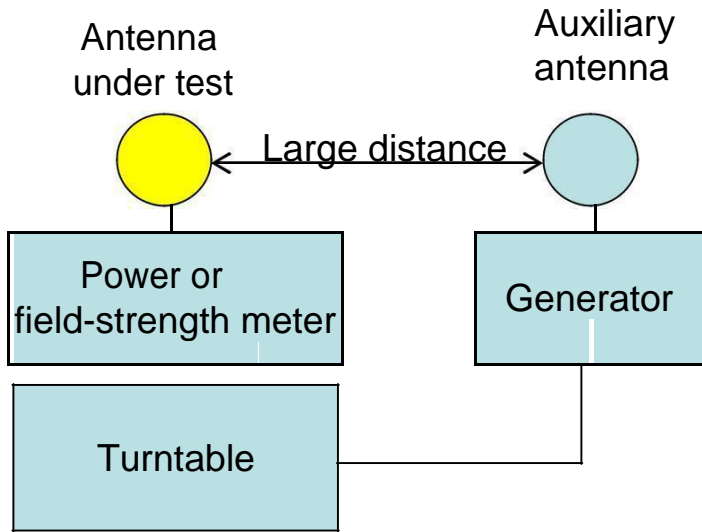 Antenna
under test
Auxiliary
antenna
Large distance
Power or
field-strength meter
Generator
Turntable